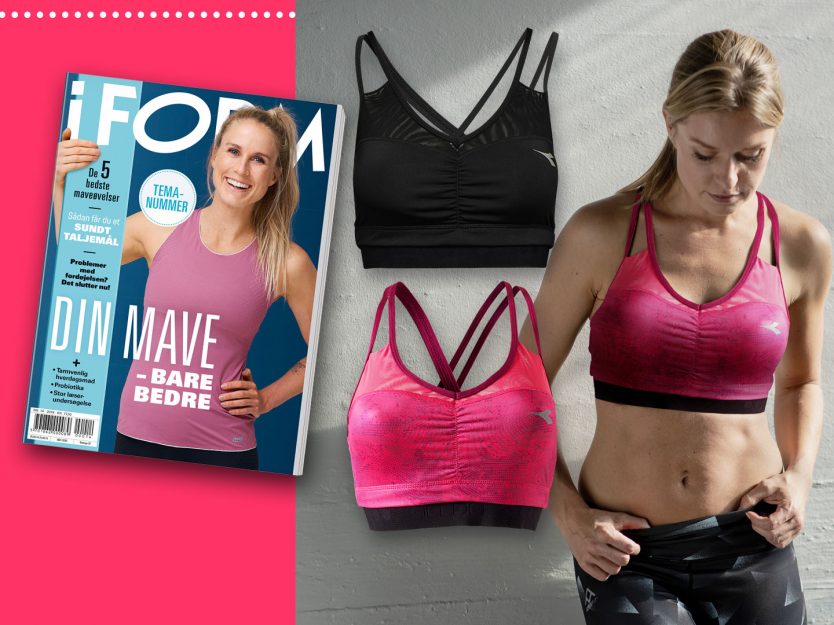 iFORM
De 5
bedste
maveøvelser
Sådan får du et
SUNDT
TALJEMÅL
Problemer
med
fordøjelsen?
Det slutter nu!
TEMA-
NUMMER
DIN MAVE
– BARE
BEDRE
+
• Tarmvenlig
hverdagsmad
• Probiotika
• Stor læser-
undersøgelse